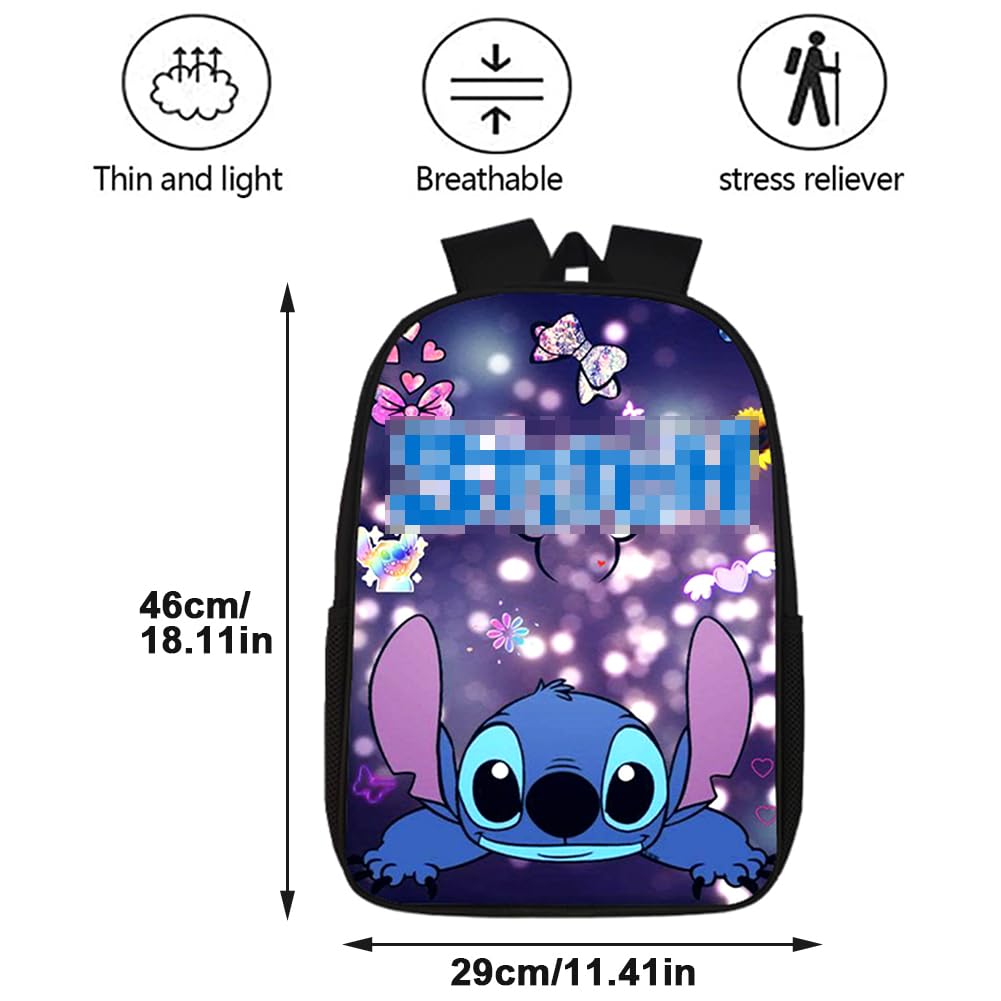 Thin and light
Breathable
stress reliever
46cm/
18.11in
29cm/11.41in